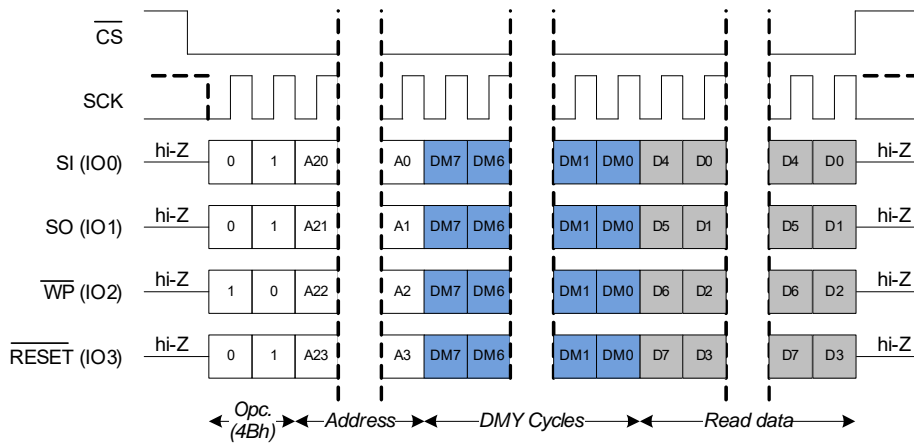 CS
SCK
SI (IO0) hi-Z 0 1 A20 A0 DM7 DM6 DM1 DM0 D4 D0 D4 D0 hi-Z
SO (IO1) hi-Z 0 1 A21 A1 DM7 DM6 DM1 DM0 D5 D1 D5 D1 hi-Z
WP (IO2) hi-Z 1 0 A22 A2 DM7 DM6 DM1 DM0 D6 D2 D6 D2 hi-Z
RESET (IO3) hi-Z 0 1 A23 A3 DM7 DM6 DM1 DM0 D7 D3 D7 D3 hi-Z
Opc.
(4Bh) Address DMY Cycles Read data